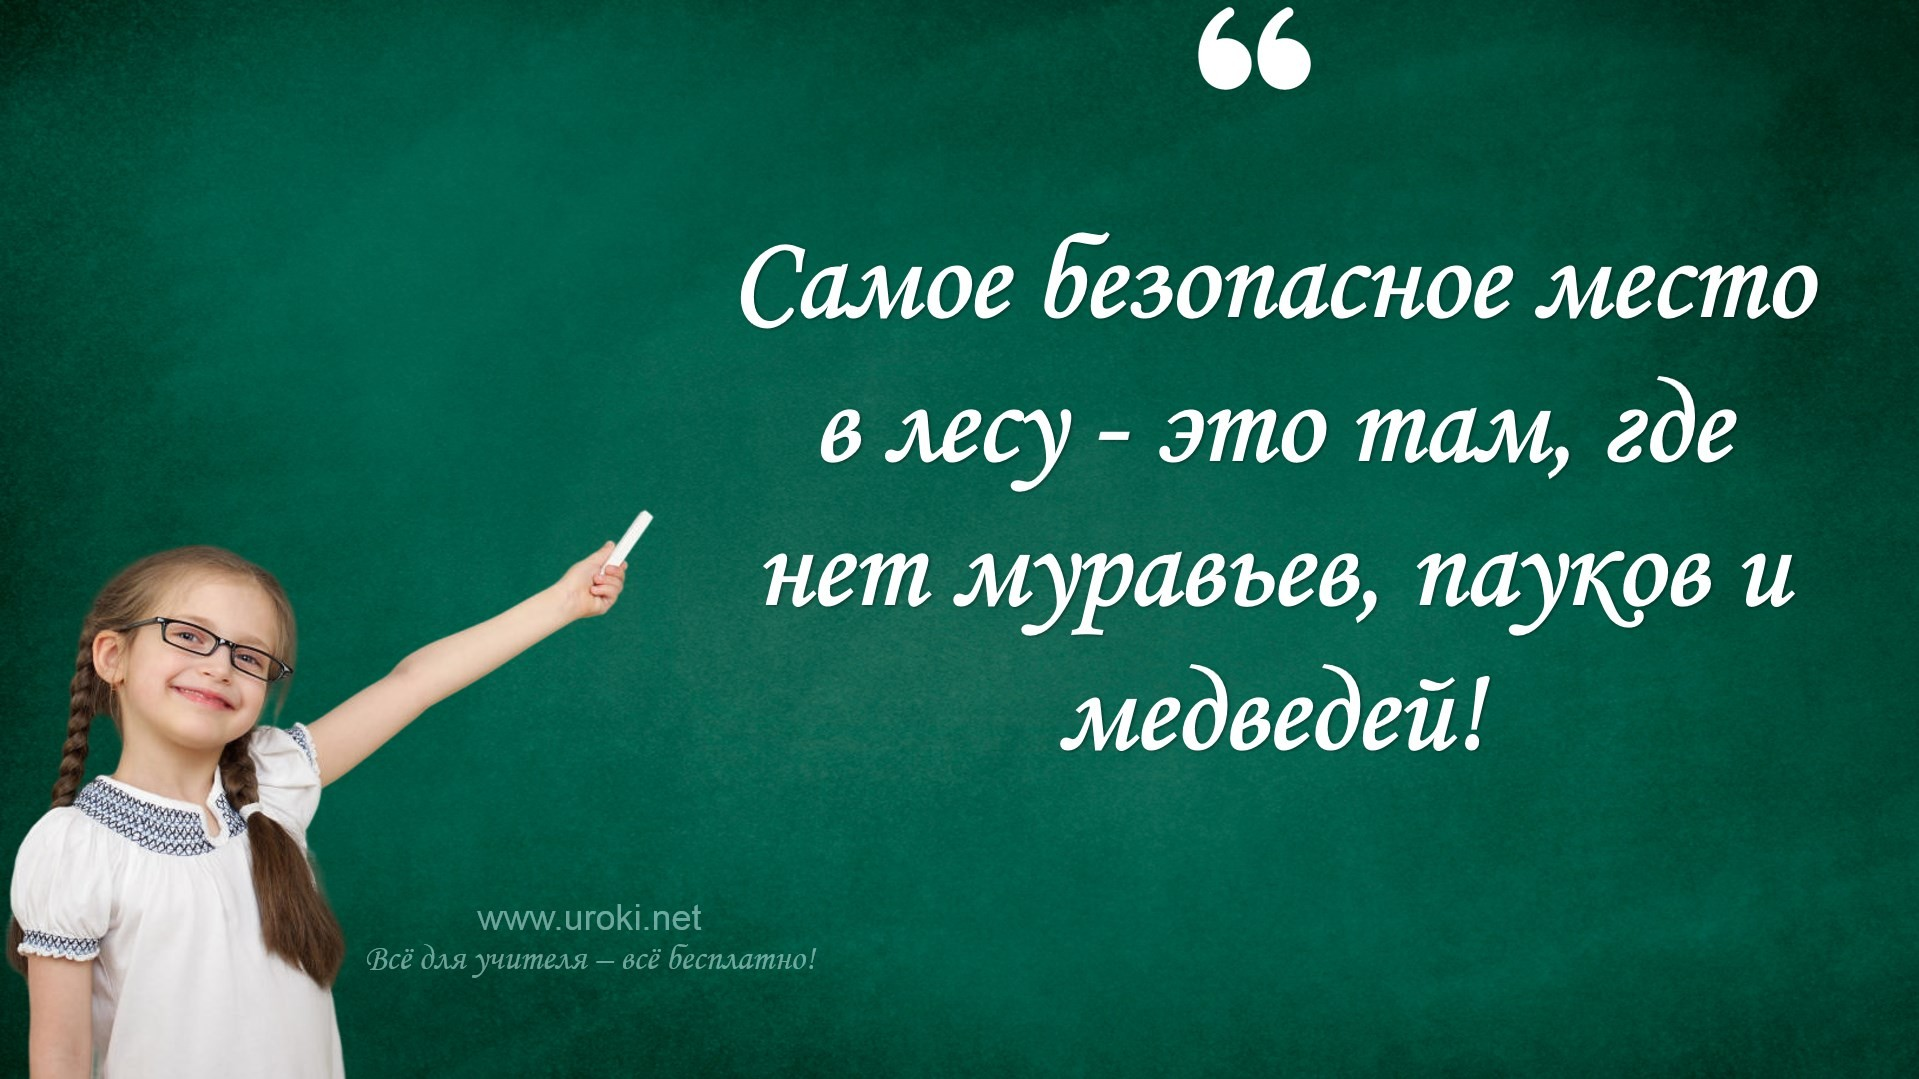 “
Самое безопасное место
в лесу - это там, где
нет муравьев, пауков и
медведей!
www.uroki.net
Всё для учителя – всё бесплатно!